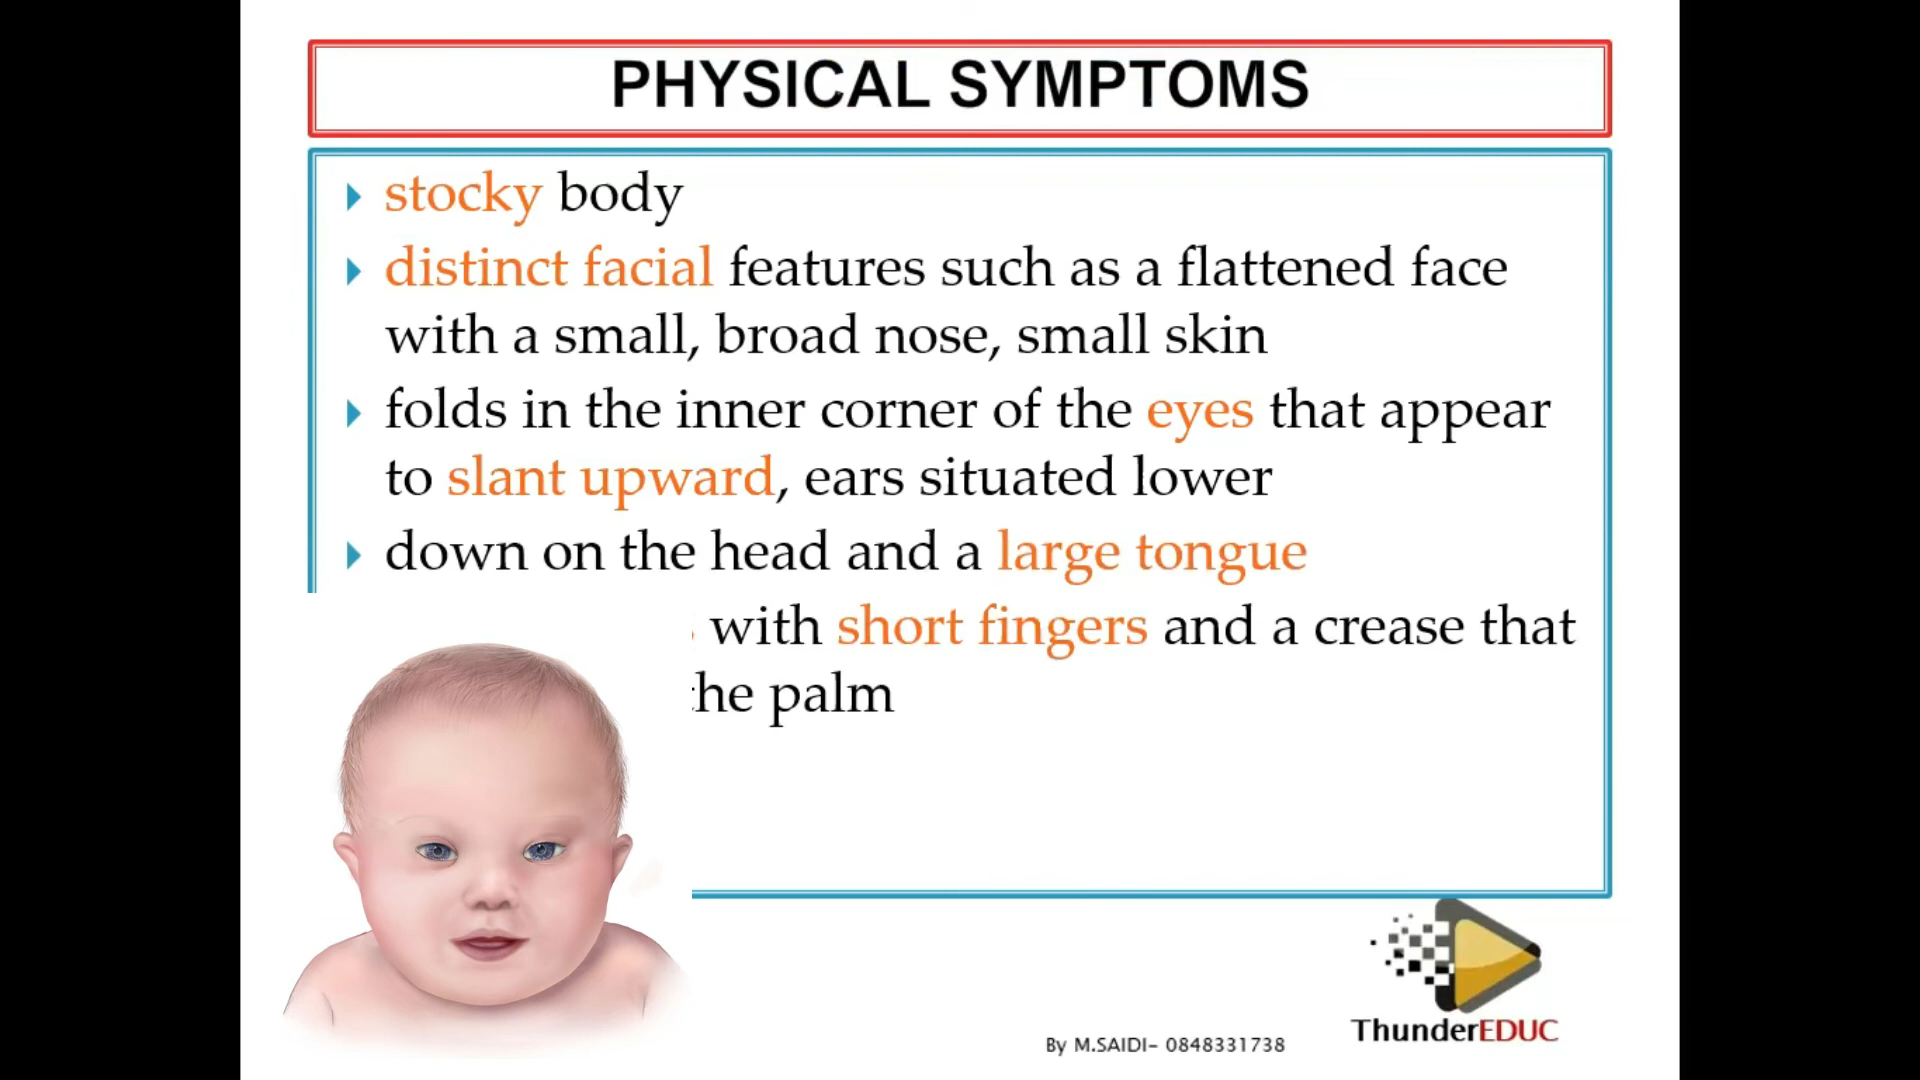 PHYSICAL SYMPTOMS
stocky body
distinct facial features such as a flattened face
with a small, broad nose, small skin
folds in the inner corner of the eyes that appear
to slant upward, ears situated lower
down on the head and a large tongue
with short fingers and a crease that
the palm
By M.SAIDI- 0848331738
ThunderEDUC